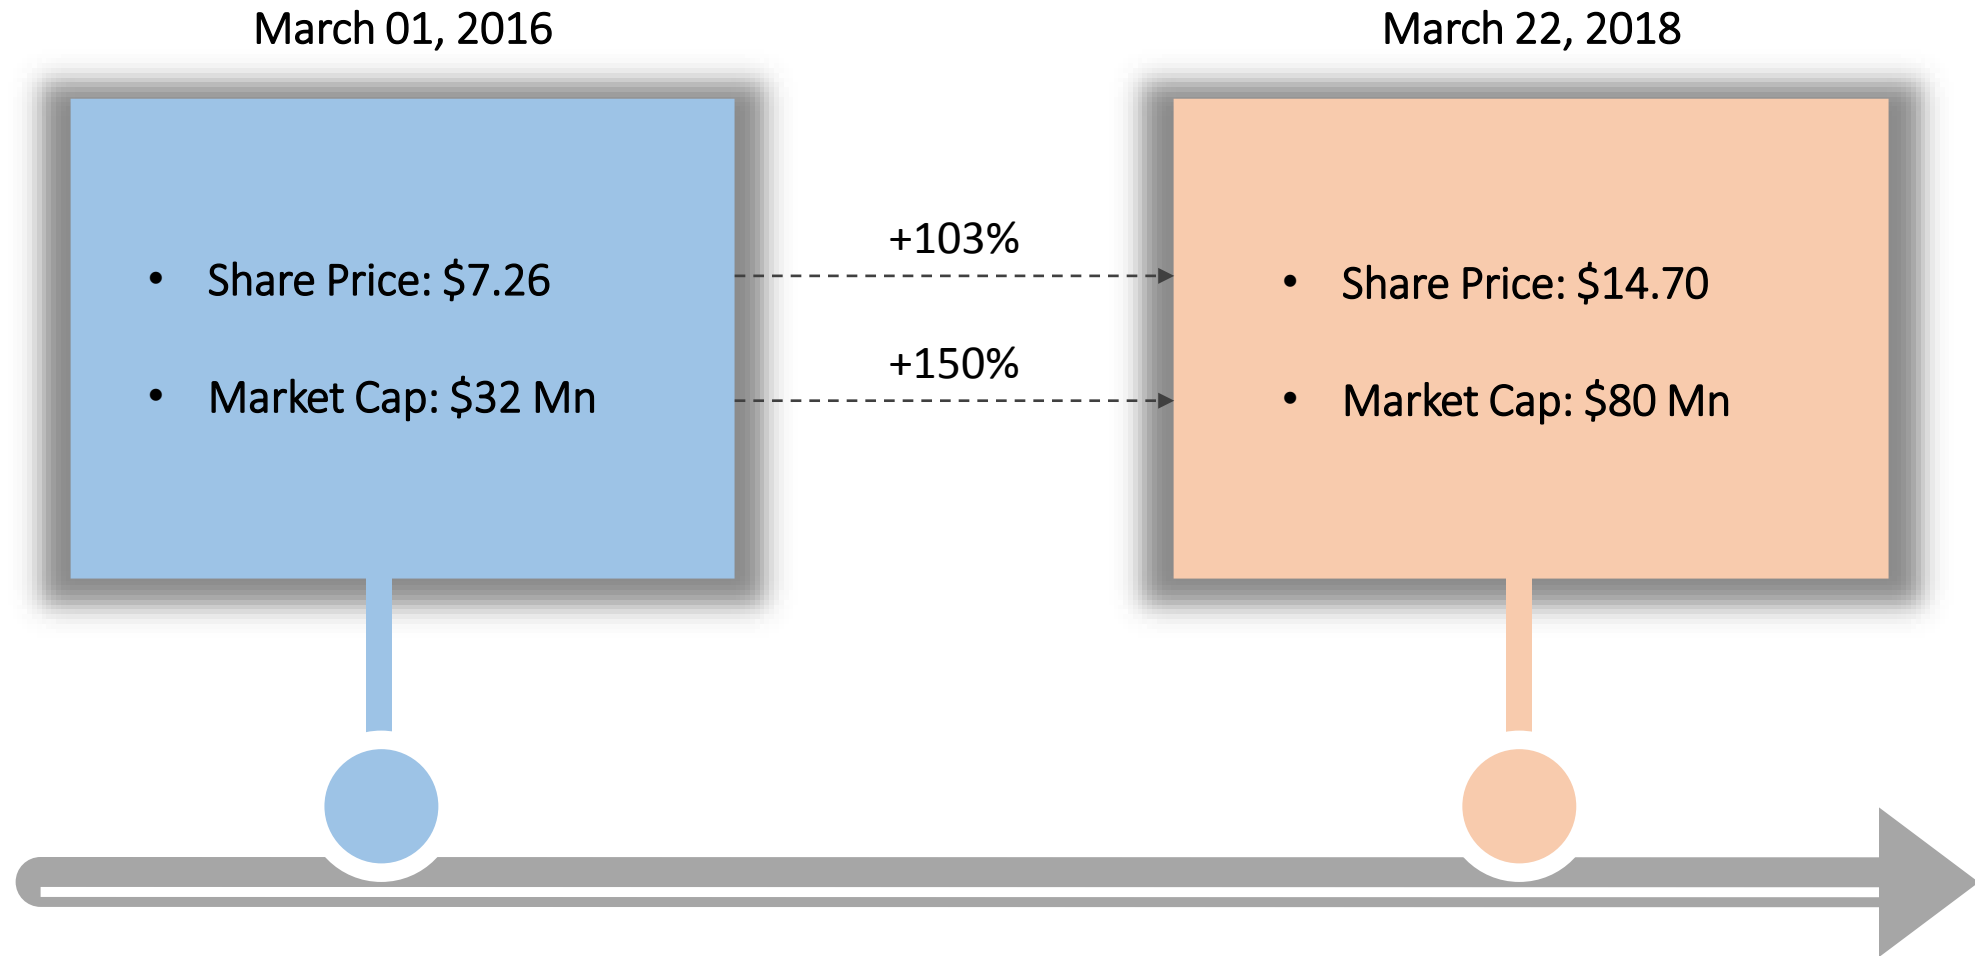 March 01, 2016
March 22, 2018
• Share Price: $7.26
• Market Cap: $32 Mn
+103%
+150%
• Share Price: $14.70
• Market Cap: $80 Mn